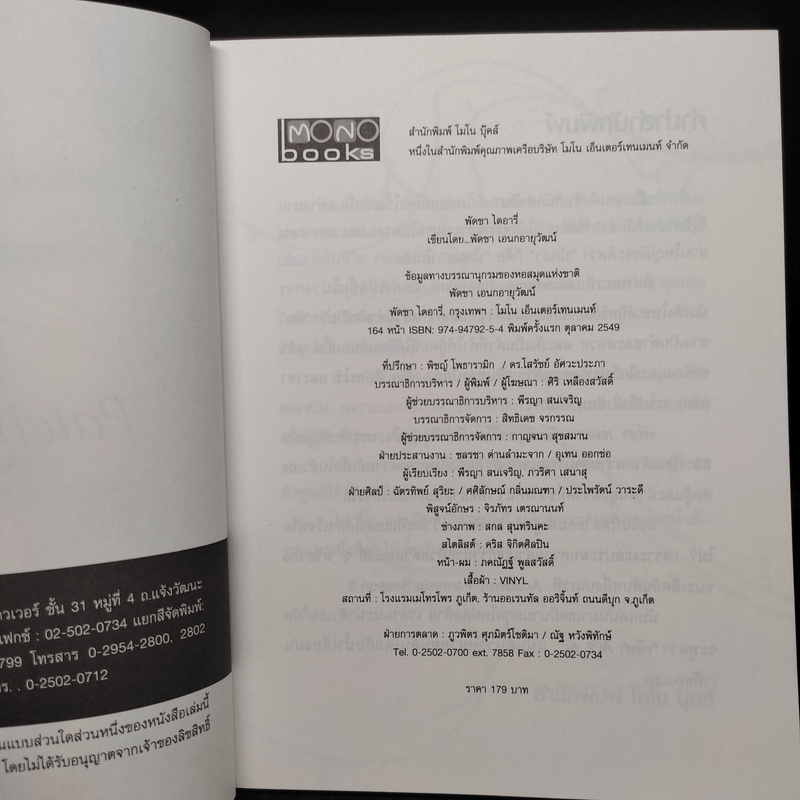 MONO
books
สำนักพิมพ์ โมโน บุ๊คส์
หนึ่งในสำนักพิมพ์คุณภาพเครือบริษัท โมโน เอ็นเตอร์เทนเมนท์ จำกัด
พัดชา ไดอารี่
เขียนโดย...พัดชา เอนกอายุวัฒน์
ข้อมูลทางบรรณานุกรมของหอสมุดแห่งชาติ
พัดชา เอนกอายุวัฒน์
พัดชา ไดอารี่, กรุงเทพฯ : โมโน เอ็นเตอร์เทนเมนท์
164 หน้า ISBN: 974-94792-5-4 พิมพ์ครั้งแรก ตุลาคม 2549
ที่ปรึกษา : พิชญ์ โพธารามิก / ดร.โสรัชย์ อัศวะประภา
บรรณาธิการบริหาร / ผู้พิมพ์ / ผู้โฆษณา : ศิริ เหลืองสวัสดิ์
ผู้ช่วยบรรณาธิการบริหาร : พีรญา สนเจริญ
บรรณาธิการจัดการ : สิทธิเดช จรกรรณ
ผู้ช่วยบรรณาธิการจัดการ : กาญจนา สุขสมาน
ฝ่ายประสานงาน : ชลรชา ด่านลำมะจาก / อุเทน ออกช่อ
ผู้เรียบเรียง : พีรญา สนเจริญ, ภวริศา เสนาสุ
ฝ่ายศิลป์ : ฉัตรทิพย์ สุริยะ / ศศิลักษณ์ กลิ่นมณฑา / ประไพรัตน์ วาระดี
พิสูจน์อักษร : จิรภัทร เตรณานนท์
ช่างภาพ : สกล สุนทรินคะ
สไตลิสต์ : คริส จิกิตศิลปิน
หน้า-ผม : ภคณัฏฐ์ พูลสวัสดิ์
เสื้อผ้า : VINYL
สถานที่ : โรงแรมเมโทรโพร ภูเก็ต, ร้านออเรนทัล ออริจิ้นท์ ถนนดีบุก จ.ภูเก็ต
ฝ่ายการตลาด : ภูวพิตร ศุภมิตร์โชติมา / ณัฐ หวังพิทักษ์
Tel. 0-2502-0700 ext. 7858 Fax : 0-2502-0734
ราคา 179 บาท
าวเวอร์ ชั้น 31 หมู่ที่ 4 ถ.แจ้งวัฒนะ
แฟกซ์ : 02-502-0734 แยกสีจัดพิมพ์:
799 โทรสาร 0-2954-2800, 2802
ทร. . 0-2502-0712
นแบบส่วนใดส่วนหนึ่งของหนังสือเล่มนี้
โดยไม่ได้รับอนุญาตจากเจ้าของลิขสิทธิ์